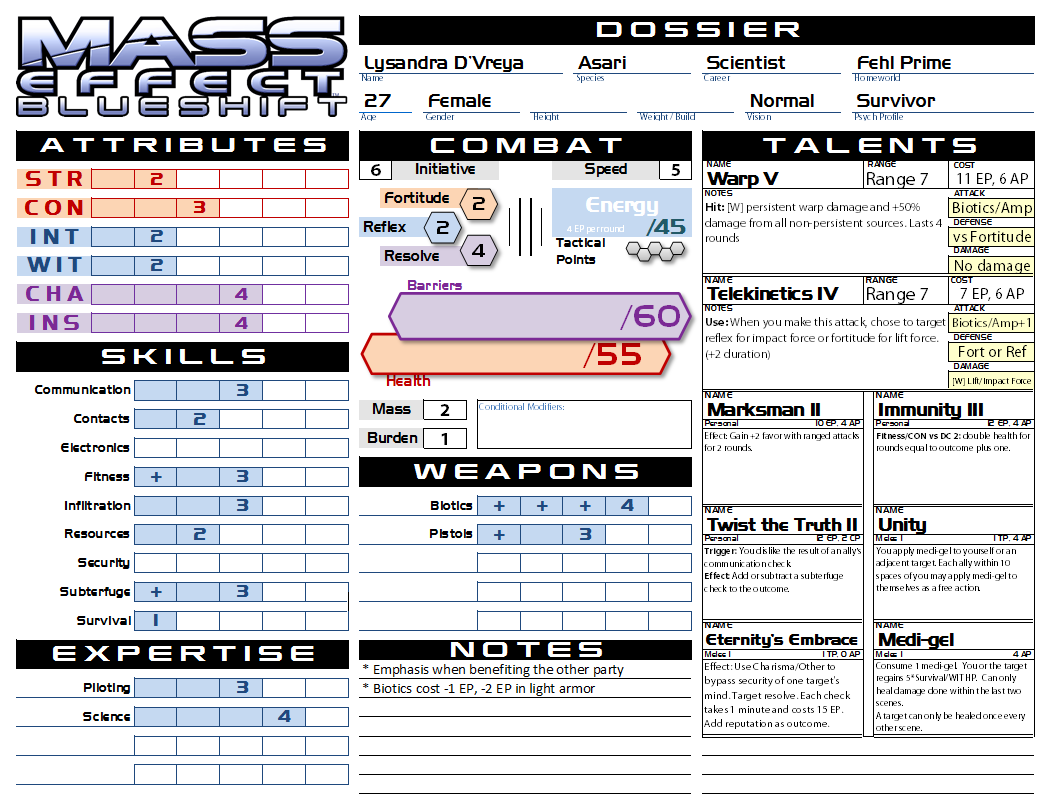 MASS
EFFECT
BLUESHIFT
DOSSIER
Lysandra D'Vreya Asari Scientist Fehl Prime
Name Species Career Homeworld
27 Female Normal Survivor
Age Gender Height Weight / Build Vision Psych Profile
ATTRIBUTES
STR 2
CON 3
INT 2
WIT 2
CHA 4
INS 4
SKILLS
Communication 3
Contacts 2
Electronics
Fitness + 3
Infiltration 3
Resources 2
Security
Subterfuge + 3
Survival 1
EXPERTISE
Piloting 3
Science 4
COMBAT
6 Initiative Speed 5
Fortitude 2
Reflex 2
Resolve 4
Energy
4 EP per round /45
Tactical
Points
Barriers
/60
/55
Health
Mass 2
Burden 1
Conditional Modifiers:
WEAPONS
Biotics + + + 4
Pistols + 3
NOTES
* Emphasis when benefiting the other party
* Biotics cost -1 EP, -2 EP in light armor
TALENTS
NAME RANGE COST
Warp V Range 7 11 EP, 6 AP
NOTES ATTACK
Hit: [W] persistent warp damage and +50%
damage from all non-persistent sources. Lasts 4
rounds
Biotics/Amp
DEFENSE
vs Fortitude
DAMAGE
No damage
NAME RANGE COST
Telekinetics IV Range 7 7 EP, 6 AP
NOTES ATTACK
Use: When you make this attack, chose to target
reflex for impact force or fortitude for lift force.
(+2 duration)
Biotics/Amp+1
DEFENSE
Fort or Ref
DAMAGE
[W] Lift/Impact Force
NAME
Marksman II
Personal 10 EP, 4 AP
Effect: Gain +2 favor with ranged attacks
for 2 rounds.
NAME
Immunity III
Personal 12 EP, 4 AP
Fitness/CON vs DC 2: double health for
rounds equal to outcome plus one.
NAME
Twist the Truth II
Personal 12 EP, 2 CP
Trigger: You dislike the result of an ally's
communication check
Effect: Add or subtract a subterfuge
check to the outcome.
NAME
Unity
Melee 1 1 TP, 4 AP
You apply medi-gel to yourself or an
adjacent target. Each ally within 10
spaces of you may apply medi-gel to
themselves as a free action.
NAME
Eternity's Embrace
Melee 1 1 TP, 0 AP
Effect: Use Charisma/Other to
bypass security of one target's
mind. Target resolve. Each check
takes 1 minute and costs 15 EP.
Add reputation as outcome.
NAME
Medi-gel
Melee 1 4 AP
Consume 1 medi-gel. You or the target
regains 5*Survival/WIT HP. Can only
heal damage done within the last two
scenes.
A target can only be healed once every
other scene.